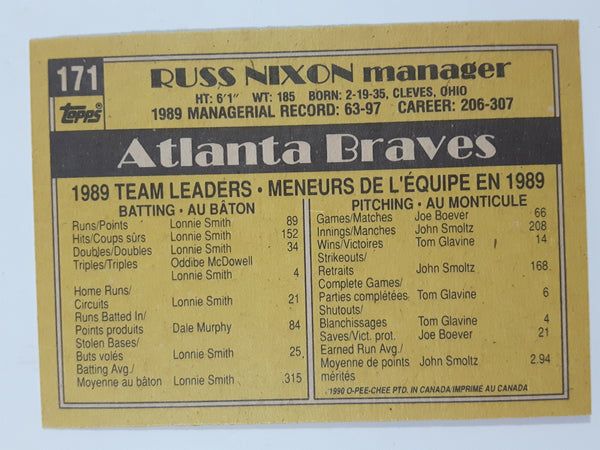 171
Topps®
RUSS NIXON manager
HT: 6'1" WT: 185 BORN: 2-19-35, CLEVES, OHIO
1989 MANAGERIAL RECORD: 63-97 CAREER: 206-307
Atlanta Braves
1989 TEAM LEADERS • MENEURS DE L'ÉQUIPE EN 1989
BATTING • AU BÂTON
Runs/Points Lonnie Smith 89
Hits/Coups sûrs Lonnie Smith 152
Doubles/Doubles Lonnie Smith 34
Triples/Triples Oddibe McDowell
Lonnie Smith 4
Home Runs/
Circuits Lonnie Smith 21
Runs Batted In/
Points produits Dale Murphy 84
Stolen Bases/
Buts volés Lonnie Smith 25
Batting Avg./
Moyenne au bâton Lonnie Smith .315
PITCHING • AU MONTICULE
Games/Matches Joe Boever 66
Innings/Manches John Smoltz 208
Wins/Victoires Tom Glavine 14
Strikeouts/
Retraits John Smoltz 168
Complete Games/
Parties complétées Tom Glavine 6
Shutouts/
Blanchissages Tom Glavine 4
Saves/Vict. prot. Joe Boever 21
Earned Run Avg./
Moyenne de points John Smoltz 2.94
mérités
©1990 O-PEE-CHEE PTD. IN CANADA/IMPRIMÉ AU CANADA